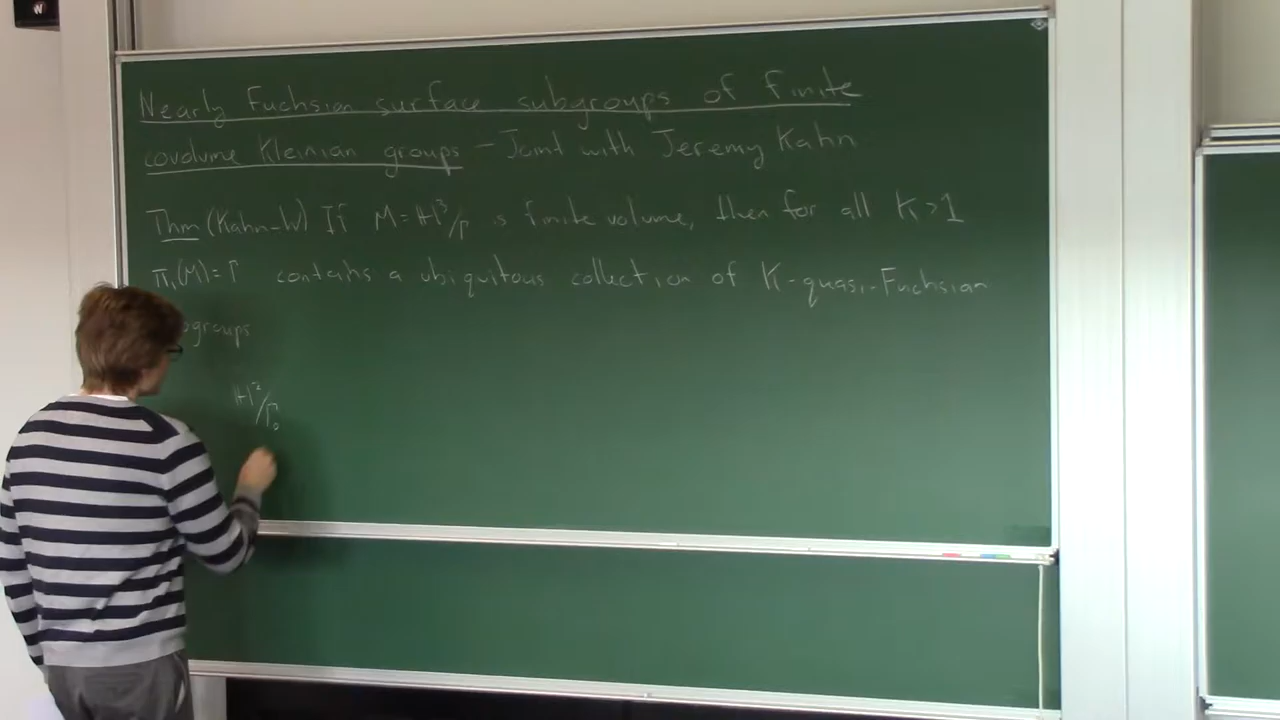 Nearly Fuchsian surface subgroups of finite
covolume Kleinian groups – Joint with Jeremy Kahn
Thm (Kahn-W) If M = H³/Γ is finite volume, then for all K > 1
π₁(M) = Γ contains a ubiquitous collection of K-quasi-Fuchsian
ogroups
H²/Γ₀
W